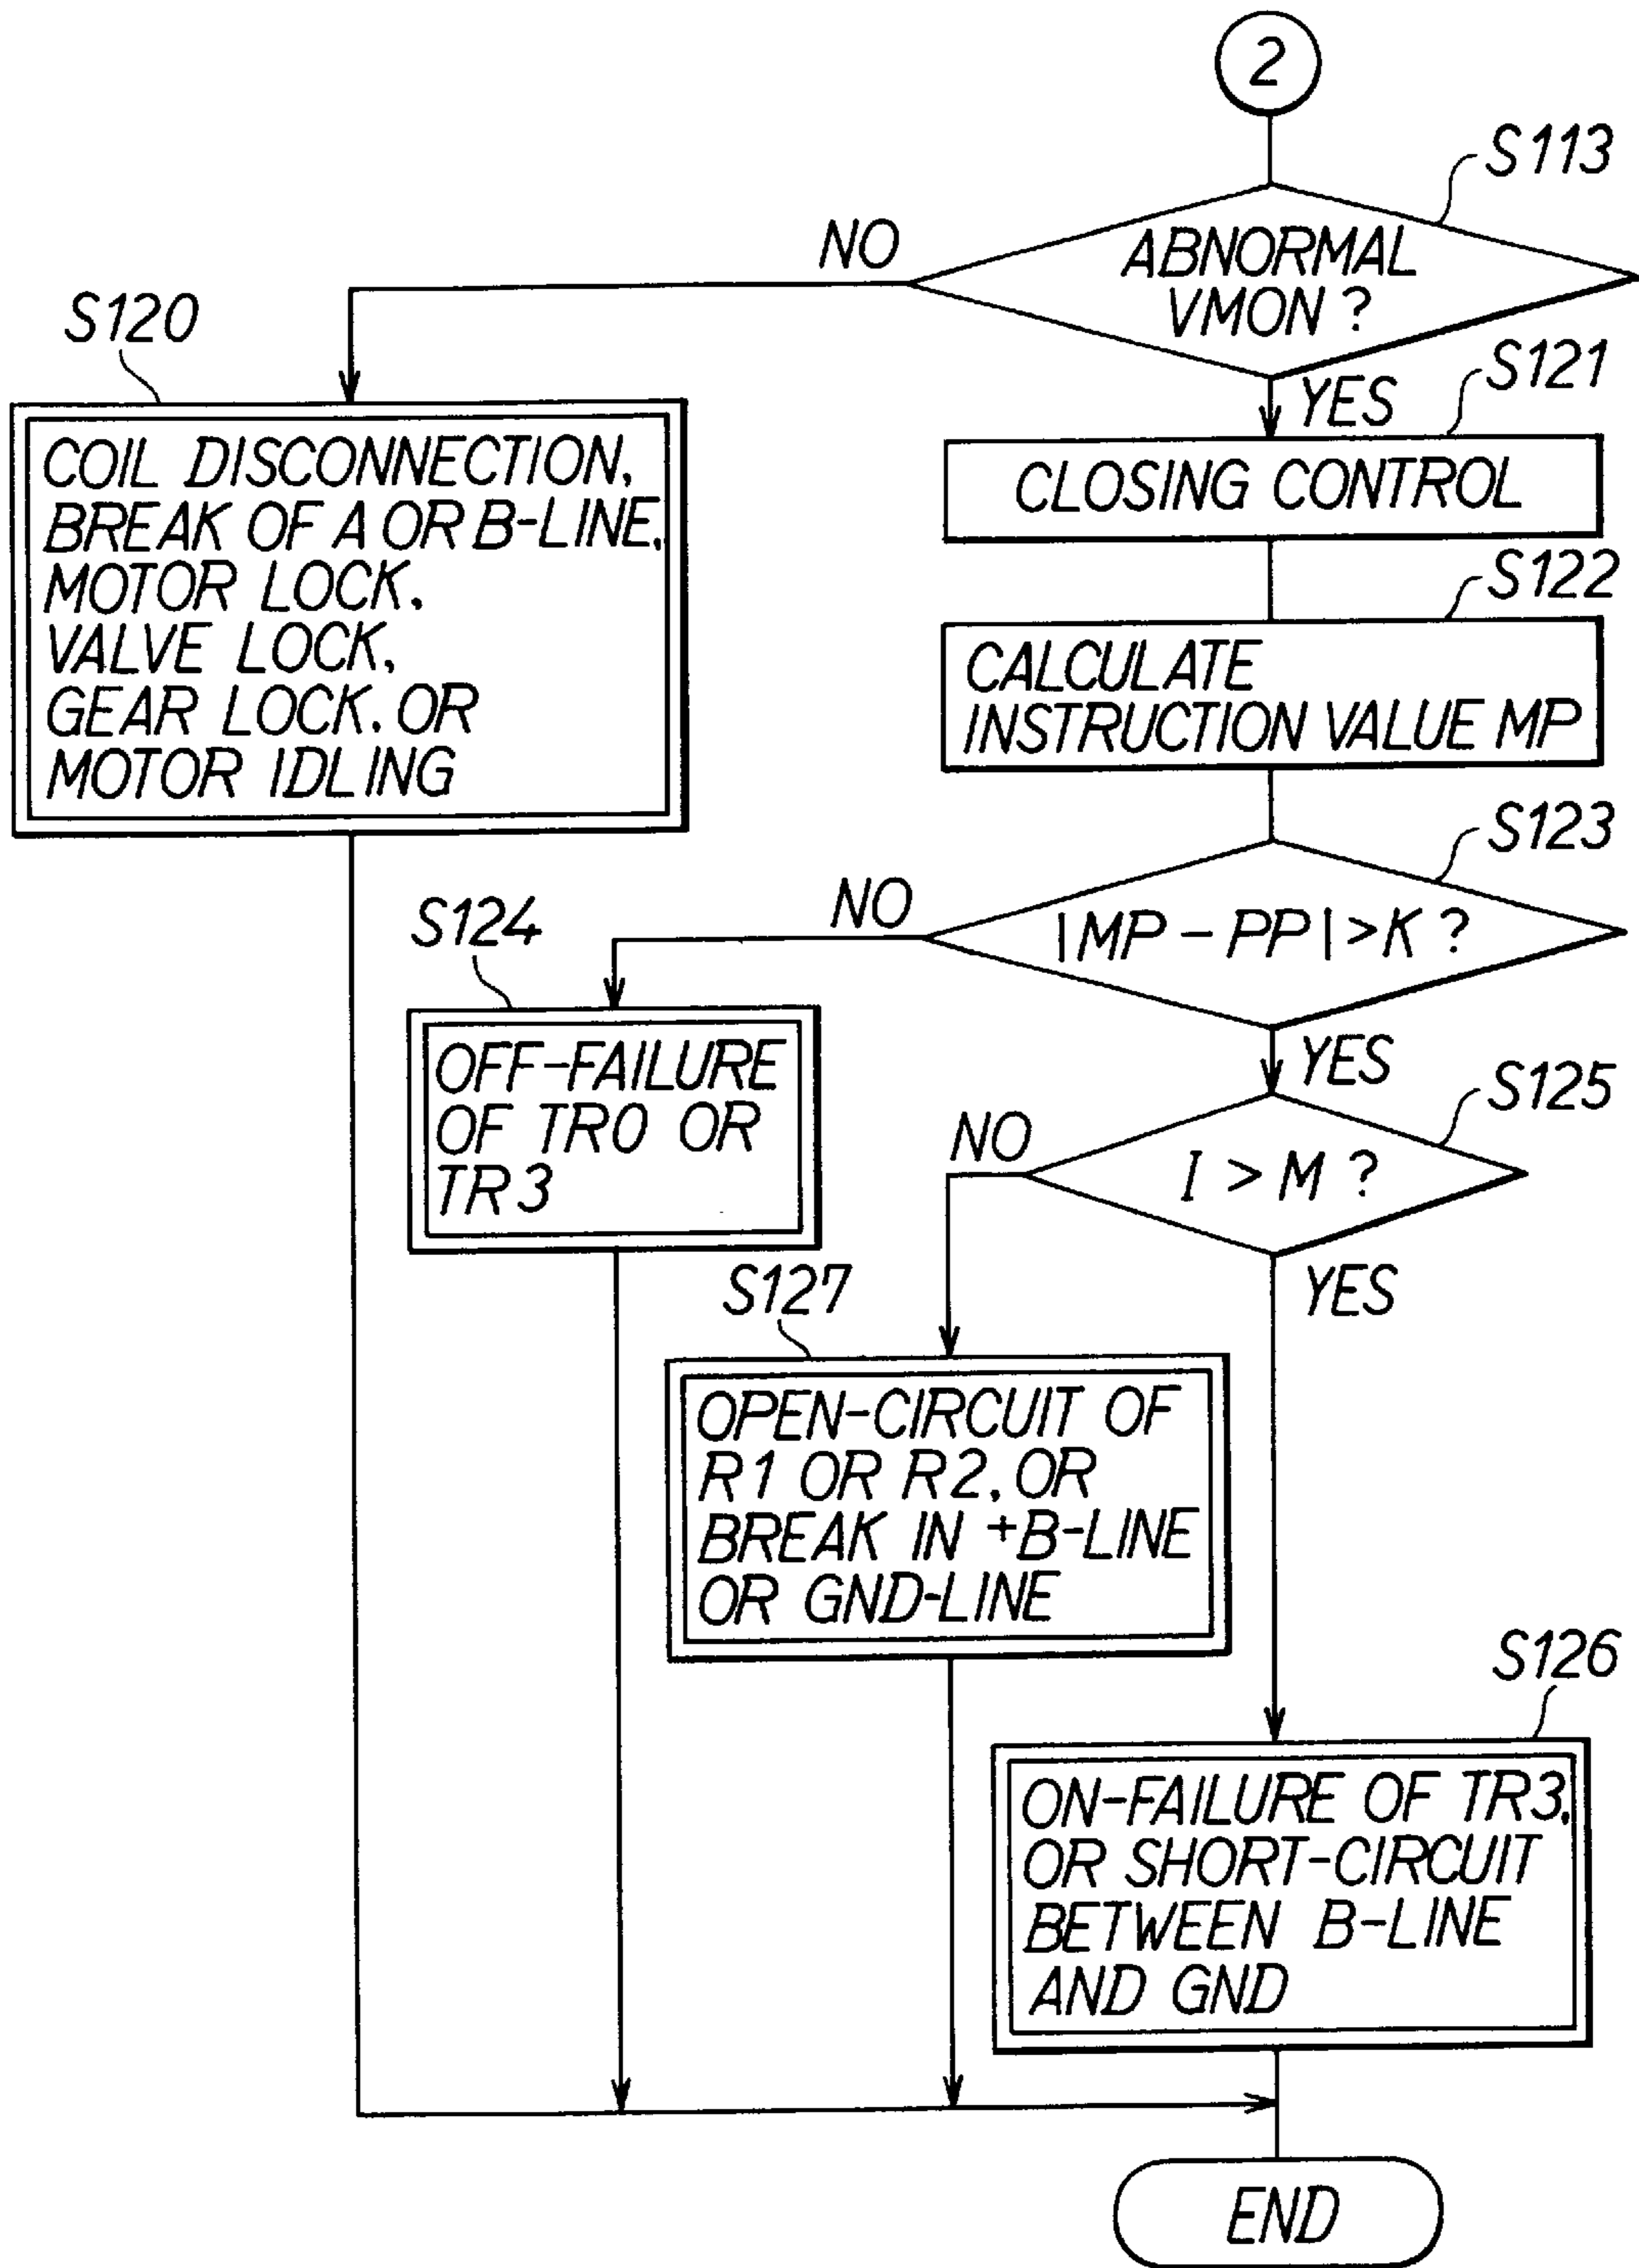 2
S113
ABNORMAL
VMON ?
NO
YES
S120
COIL DISCONNECTION,
BREAK OF A OR B-LINE,
MOTOR LOCK,
VALVE LOCK,
GEAR LOCK, OR
MOTOR IDLING
S121
CLOSING CONTROL
S122
CALCULATE
INSTRUCTION VALUE MP
S123
|MP - PP| > K ?
NO
YES
S124
OFF-FAILURE
OF TR0 OR
TR3
S125
I > M ?
NO
YES
S127
OPEN-CIRCUIT OF
R1 OR R2, OR
BREAK IN +B-LINE
OR GND-LINE
S126
ON-FAILURE OF TR3,
OR SHORT-CIRCUIT
BETWEEN B-LINE
AND GND
END